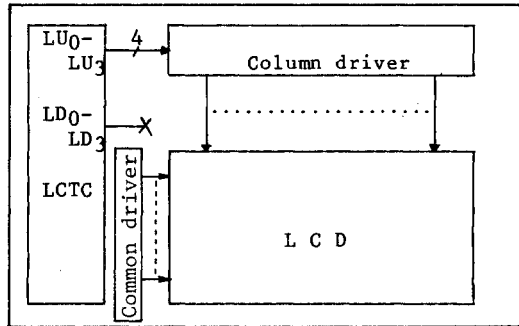 LU0-
LU3
4
Column driver
LD0-
LD3
LCTC
Common driver
L C D